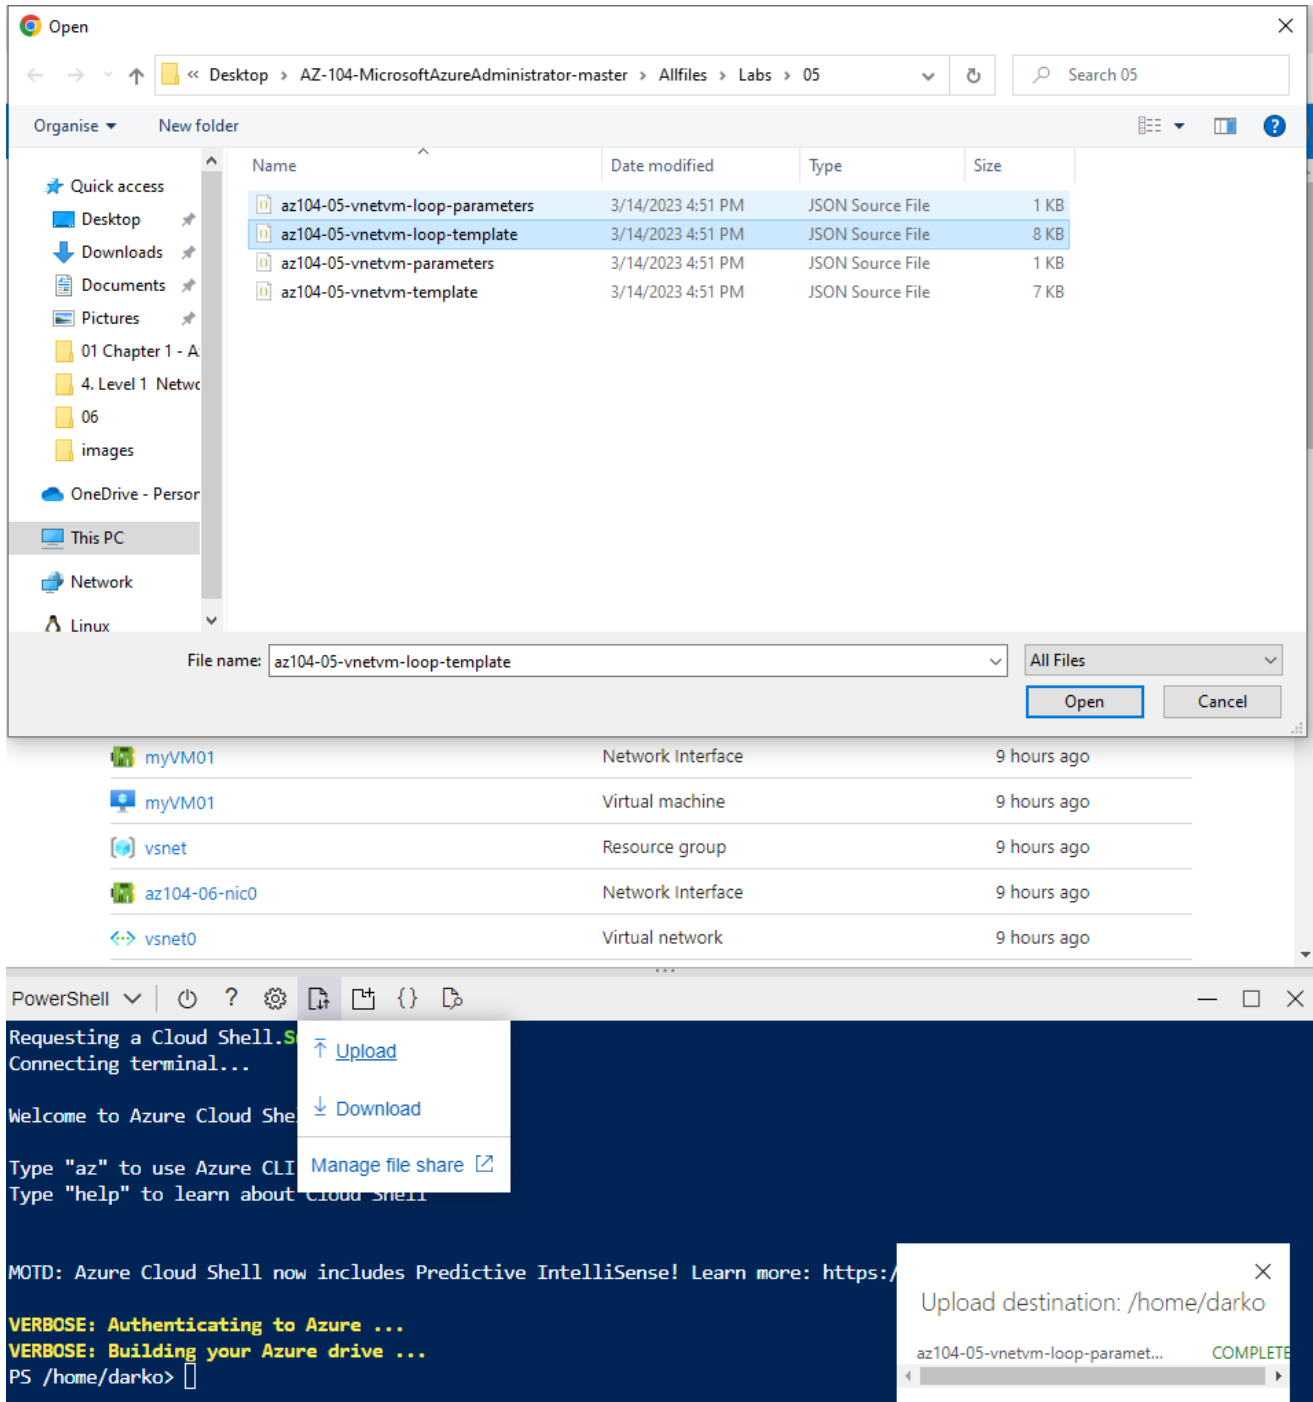 Open
« Desktop › AZ-104-MicrosoftAzureAdministrator-master › Allfiles › Labs › 05
Search 05
Organise New folder
Name Date modified Type Size
Quick access
Desktop
Downloads
Documents
Pictures
01 Chapter 1 - A
4. Level 1 Netwo
06
images
OneDrive - Person
This PC
Network
Linux
az104-05-vnetvm-loop-parameters 3/14/2023 4:51 PM JSON Source File 1 KB
az104-05-vnetvm-loop-template 3/14/2023 4:51 PM JSON Source File 8 KB
az104-05-vnetvm-parameters 3/14/2023 4:51 PM JSON Source File 1 KB
az104-05-vnetvm-template 3/14/2023 4:51 PM JSON Source File 7 KB
File name: az104-05-vnetvm-loop-template All Files
Open Cancel
myVM01 Network Interface 9 hours ago
myVM01 Virtual machine 9 hours ago
vsnet Resource group 9 hours ago
az104-06-nic0 Network Interface 9 hours ago
vsnet0 Virtual network 9 hours ago
PowerShell
Upload
Download
Manage file share
Requesting a Cloud Shell.S
Connecting terminal...
Welcome to Azure Cloud She
Type "az" to use Azure CLI
Type "help" to learn about Cloud Shell
MOTD: Azure Cloud Shell now includes Predictive IntelliSense! Learn more: https:/
VERBOSE: Authenticating to Azure ...
VERBOSE: Building your Azure drive ...
PS /home/darko>
Upload destination: /home/darko
az104-05-vnetvm-loop-paramet... COMPLETE